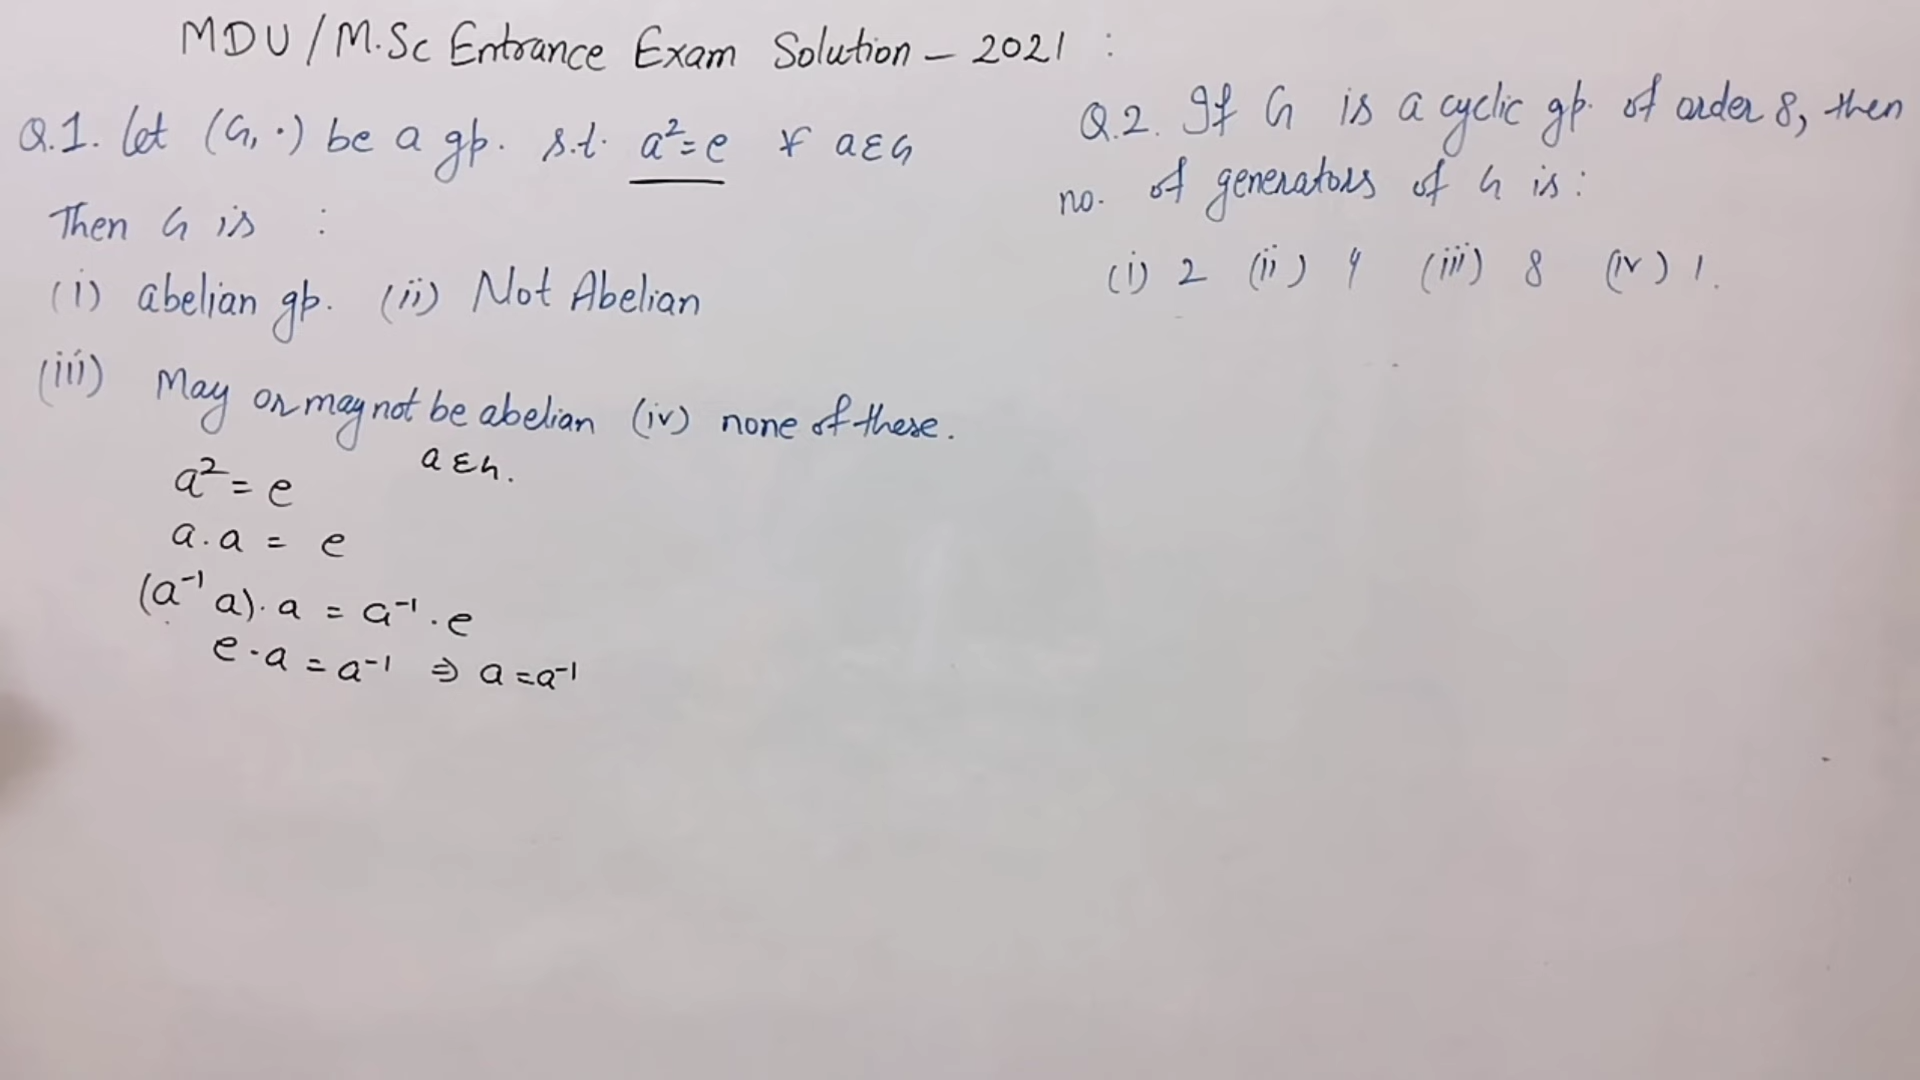 MDU/M.Sc Entrance Exam Solution - 2021 :
Q.1. Let (G, ·) be a gp. s.t. a²=e ∀ a∈G
Then G is :
(i) abelian gp. (ii) Not Abelian
(iii) May or may not be abelian (iv) none of these.
a² = e a∈G.
a.a = e
(a⁻¹ a).a = a⁻¹.e
e.a = a⁻¹ ⇒ a = a⁻¹
Q.2. If G is a cyclic gp. of order 8, then
no. of generators of G is :
(i) 2 (ii) 4 (iii) 8 (iv) 1.